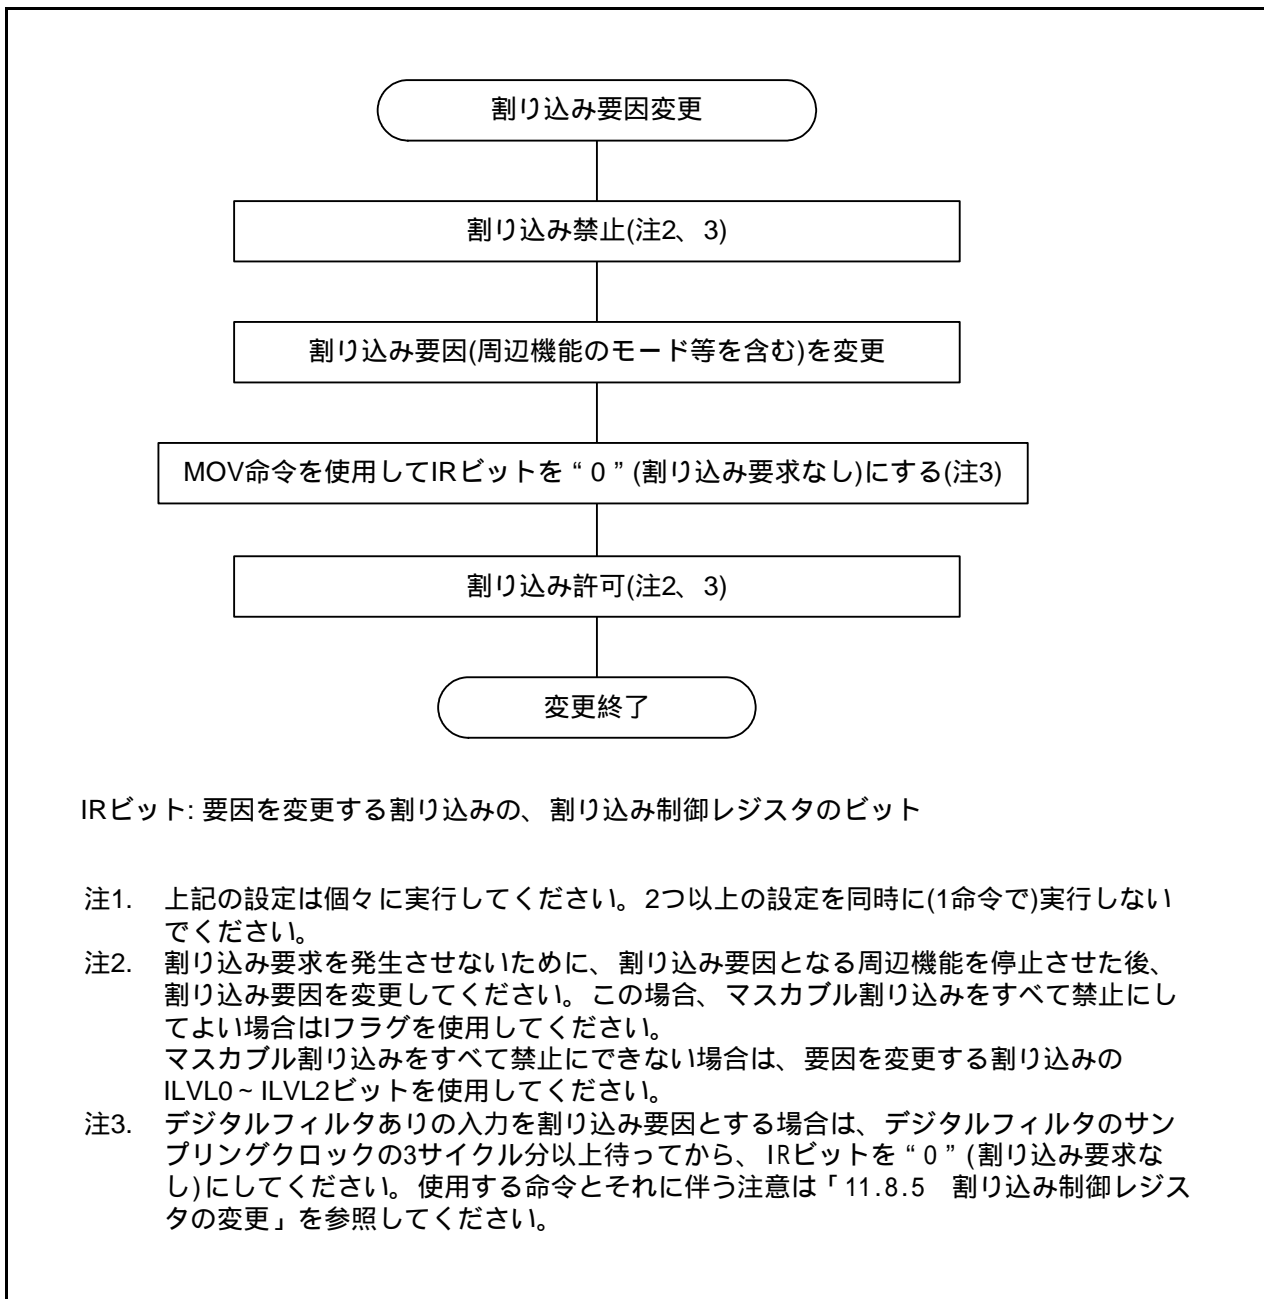 割り込み要因変更
割り込み禁止(注2、3)
割り込み要因(周辺機能のモード等を含む)を変更
MOV命令を使用してIRビットを“0”(割り込み要求なし)にする(注3)
割り込み許可(注2、3)
変更終了
IRビット: 要因を変更する割り込みの、割り込み制御レジスタのビット
注1. 上記の設定は個々に実行してください。2つ以上の設定を同時に(1命令で)実行しない
でください。
注2. 割り込み要求を発生させないために、割り込み要因となる周辺機能を停止させた後、
割り込み要因を変更してください。この場合、マスカブル割り込みをすべて禁止にし
てよい場合はIフラグを使用してください。
マスカブル割り込みをすべて禁止にできない場合は、要因を変更する割り込みの
ILVL0~ILVL2ビットを使用してください。
注3. デジタルフィルタありの入力を割り込み要因とする場合は、デジタルフィルタのサン
プリングクロックの3サイクル分以上待ってから、IRビットを“0”(割り込み要求な
し)にしてください。使用する命令とそれに伴う注意は「11.8.5 割り込み制御レジス
タの変更」を参照してください。